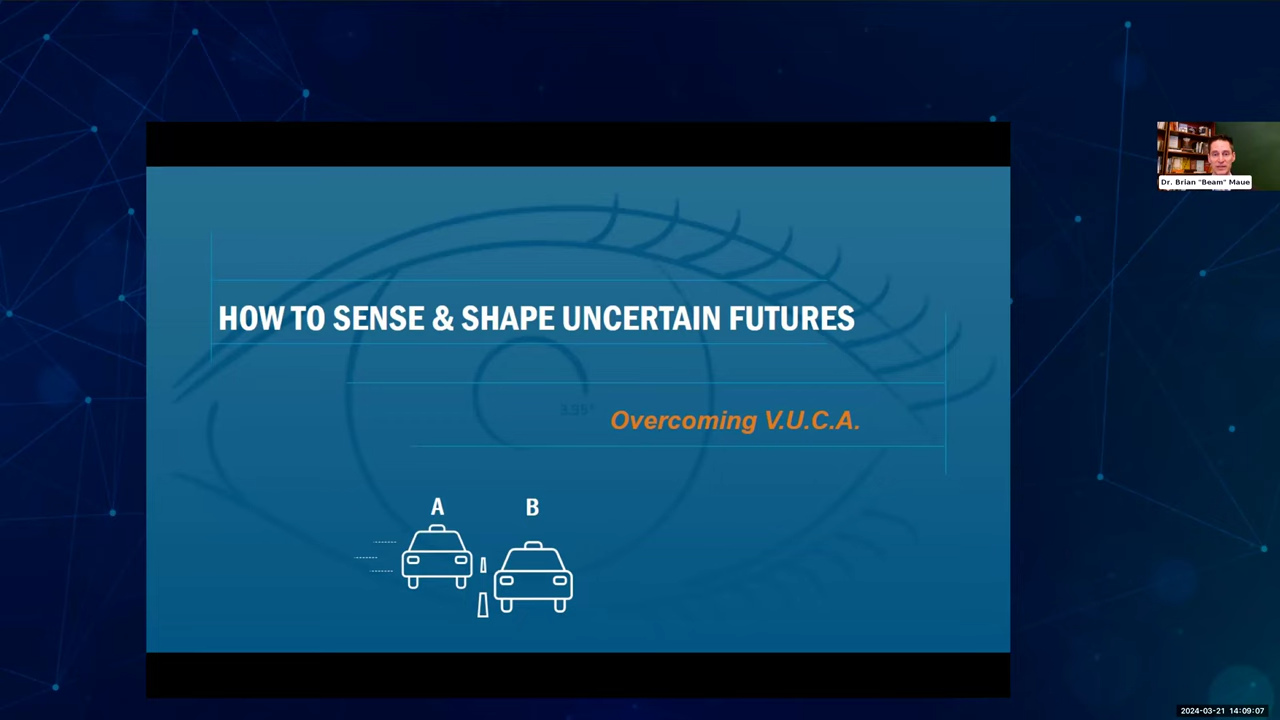 HOW TO SENSE & SHAPE UNCERTAIN FUTURES
Overcoming V.U.C.A.
A B
Dr. Brian "Beam" Maue
2024-03-21 14:09:07